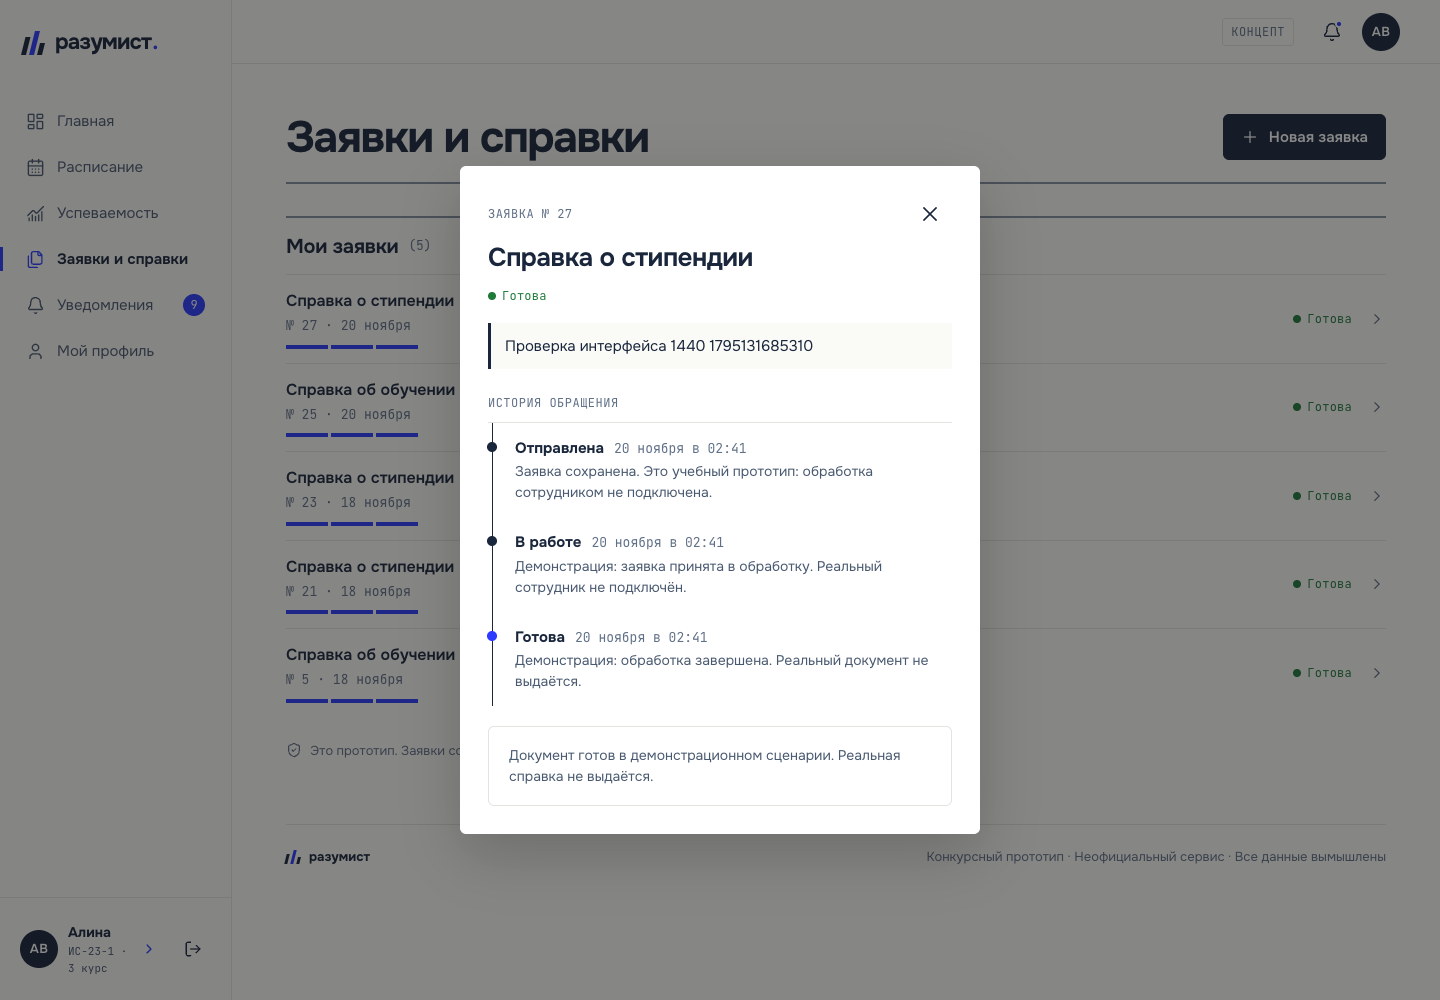 разумист.
КОНЦЕПТ
АВ
Главная
Расписание
Успеваемость
Заявки и справки
Уведомления 9
Мой профиль
Алина
АВ
ИС-23-1 ·
3 курс
Заявки и справки
Новая заявка
Мои заявки (5)
Справка о стипендии
№ 27 · 20 ноября
Готова
Справка об обучении
№ 25 · 20 ноября
Готова
Справка о стипендии
№ 23 · 18 ноября
Готова
Справка о стипендии
№ 21 · 18 ноября
Готова
Справка об обучении
№ 5 · 18 ноября
Готова
Это прототип. Заявки
ЗАЯВКА № 27
Справка о стипендии
Готова
Проверка интерфейса 1440 1795131685310
ИСТОРИЯ ОБРАЩЕНИЯ
Отправлена 20 ноября в 02:41
Заявка сохранена. Это учебный прототип: обработка
сотрудником не подключена.
В работе 20 ноября в 02:41
Демонстрация: заявка принята в обработку. Реальный
сотрудник не подключён.
Готова 20 ноября в 02:41
Демонстрация: обработка завершена. Реальный документ не
выдаётся.
Документ готов в демонстрационном сценарии. Реальная
справка не выдаётся.
разумист
Конкурсный прототип · Неофициальный сервис · Все данные вымышлены